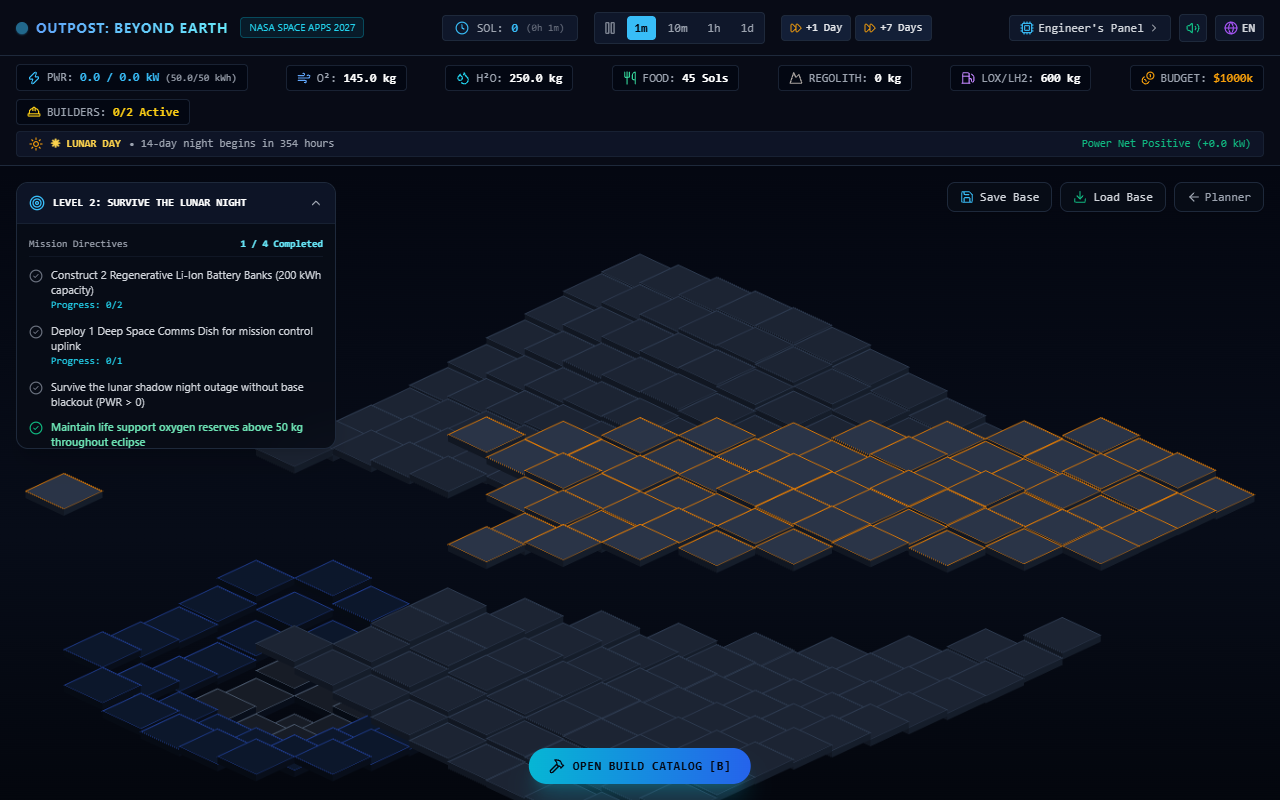 OUTPOST: BEYOND EARTH
NASA SPACE APPS 2027
SOL: 0 (0h 1m)
1m 10m 1h 1d
+1 Day
+7 Days
Engineer's Panel
EN
PWR: 0.0 / 0.0 kW (50.0/50 kWh)
O²: 145.0 kg
H²O: 250.0 kg
FOOD: 45 Sols
REGOLITH: 0 kg
LOX/LH2: 600 kg
BUDGET: $1000k
BUILDERS: 0/2 Active
LUNAR DAY • 14-day night begins in 354 hours
Power Net Positive (+0.0 kW)
LEVEL 2: SURVIVE THE LUNAR NIGHT
Save Base
Load Base
Planner
Mission Directives
1 / 4 Completed
Construct 2 Regenerative Li-Ion Battery Banks (200 kWh
capacity)
Progress: 0/2
Deploy 1 Deep Space Comms Dish for mission control
uplink
Progress: 0/1
Survive the lunar shadow night outage without base
blackout (PWR > 0)
Maintain life support oxygen reserves above 50 kg
throughout eclipse
OPEN BUILD CATALOG [B]